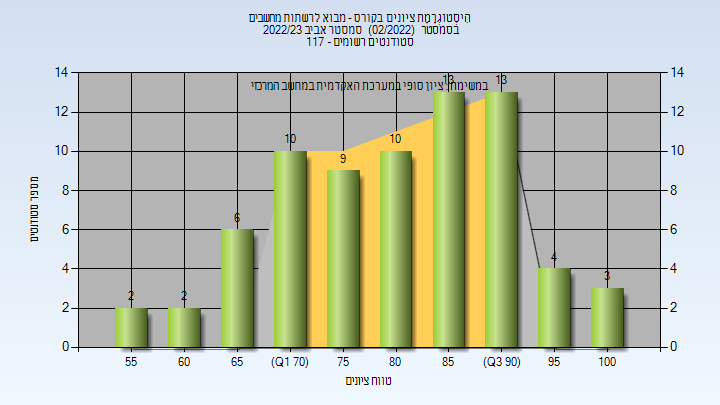 היסטוגרמת ציונים בקורס - מבוא לרשתות מחשבים
בסמסטר (02/2022) סמסטר אביב 2022/23
סטודנטים רשומים - 117
במשימה: ציון סופי במערכת האקדמית במחשב המרכזי
14 14
12 12
10 10
8 8
6 6
4 4
2 2
0 0
2 2 6 10 9 10 13 13 4 3
55 60 65 (Q1 70) 75 80 85 (Q3 90) 95 100
מספר סטודנטים
טווח ציונים